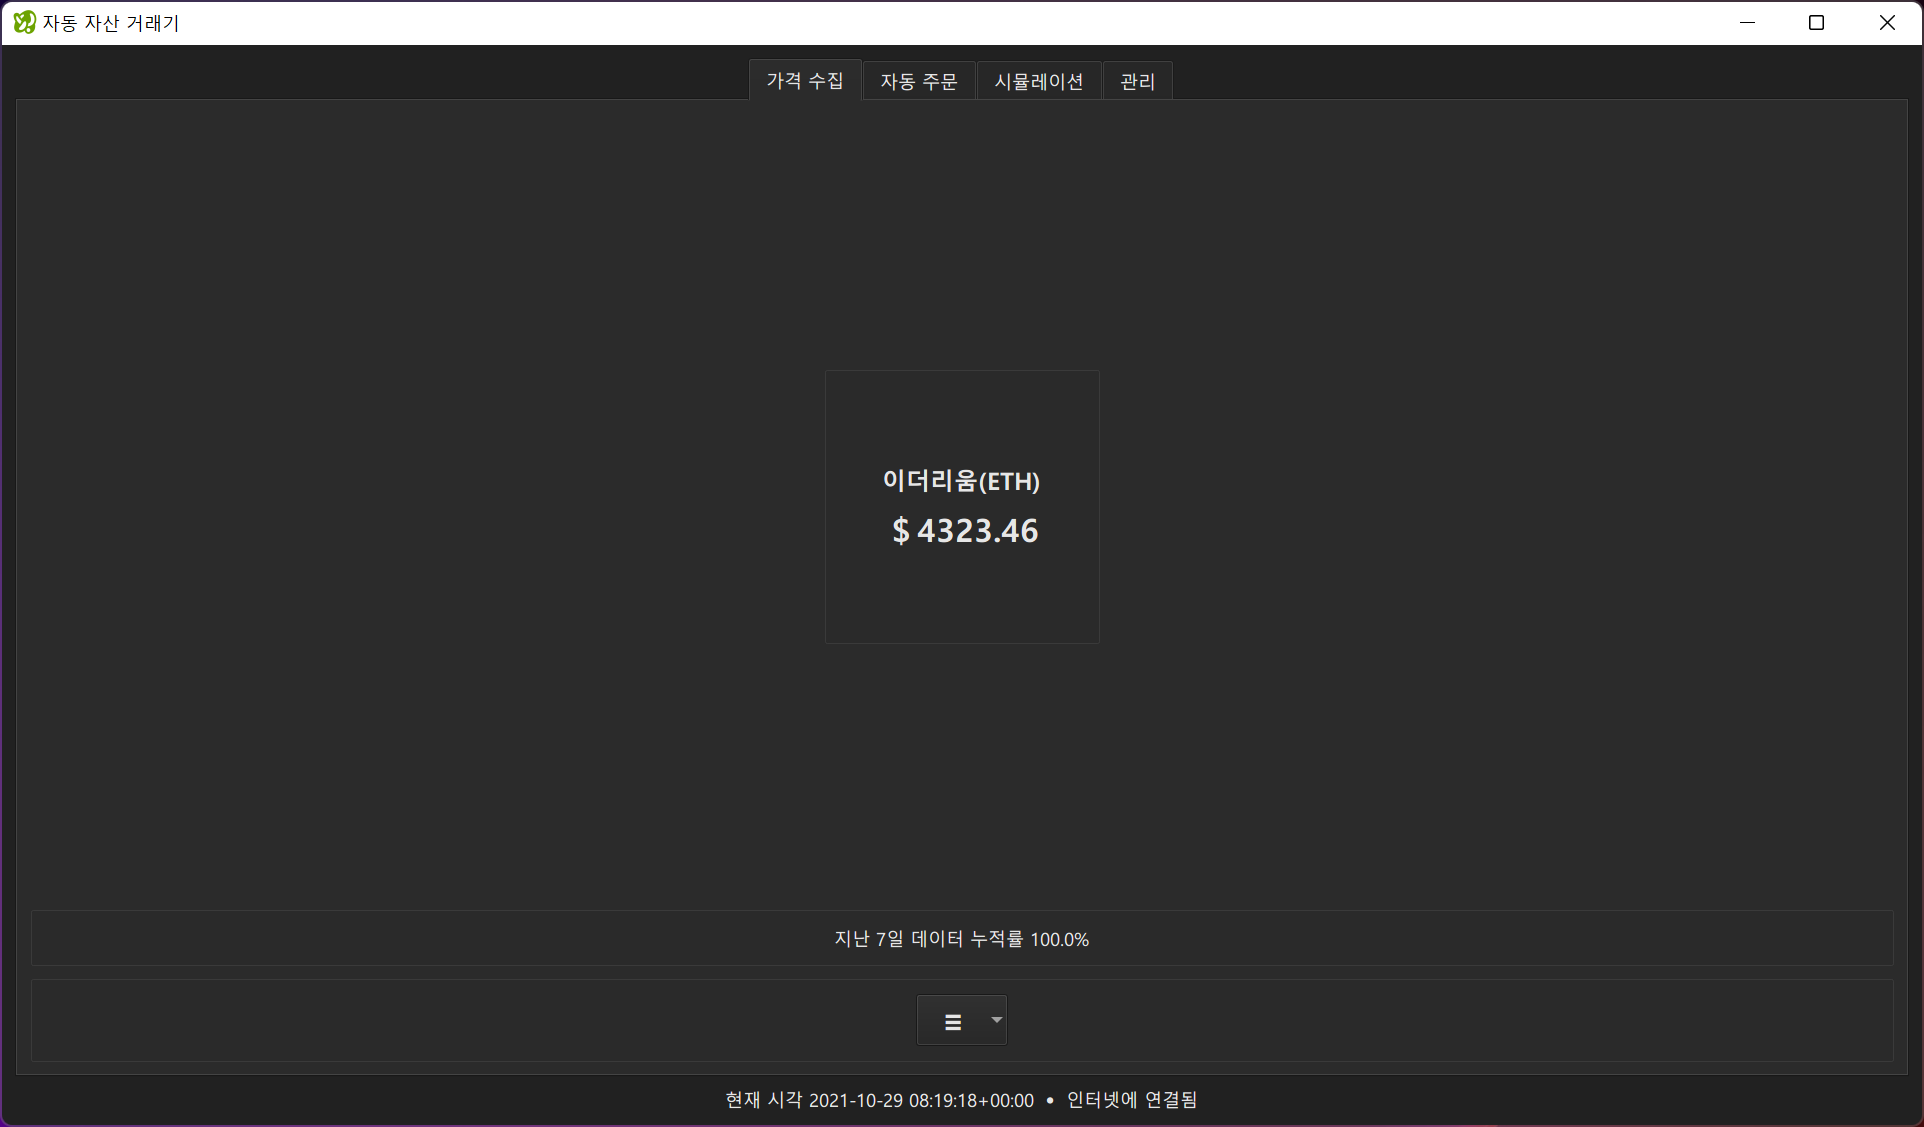 자동 자산 거래기
가격 수집 자동 주문 시뮬레이션 관리
이더리움(ETH)
$ 4323.46
지난 7일 데이터 누적률 100.0%
현재 시각 2021-10-29 08:19:18+00:00 • 인터넷에 연결됨